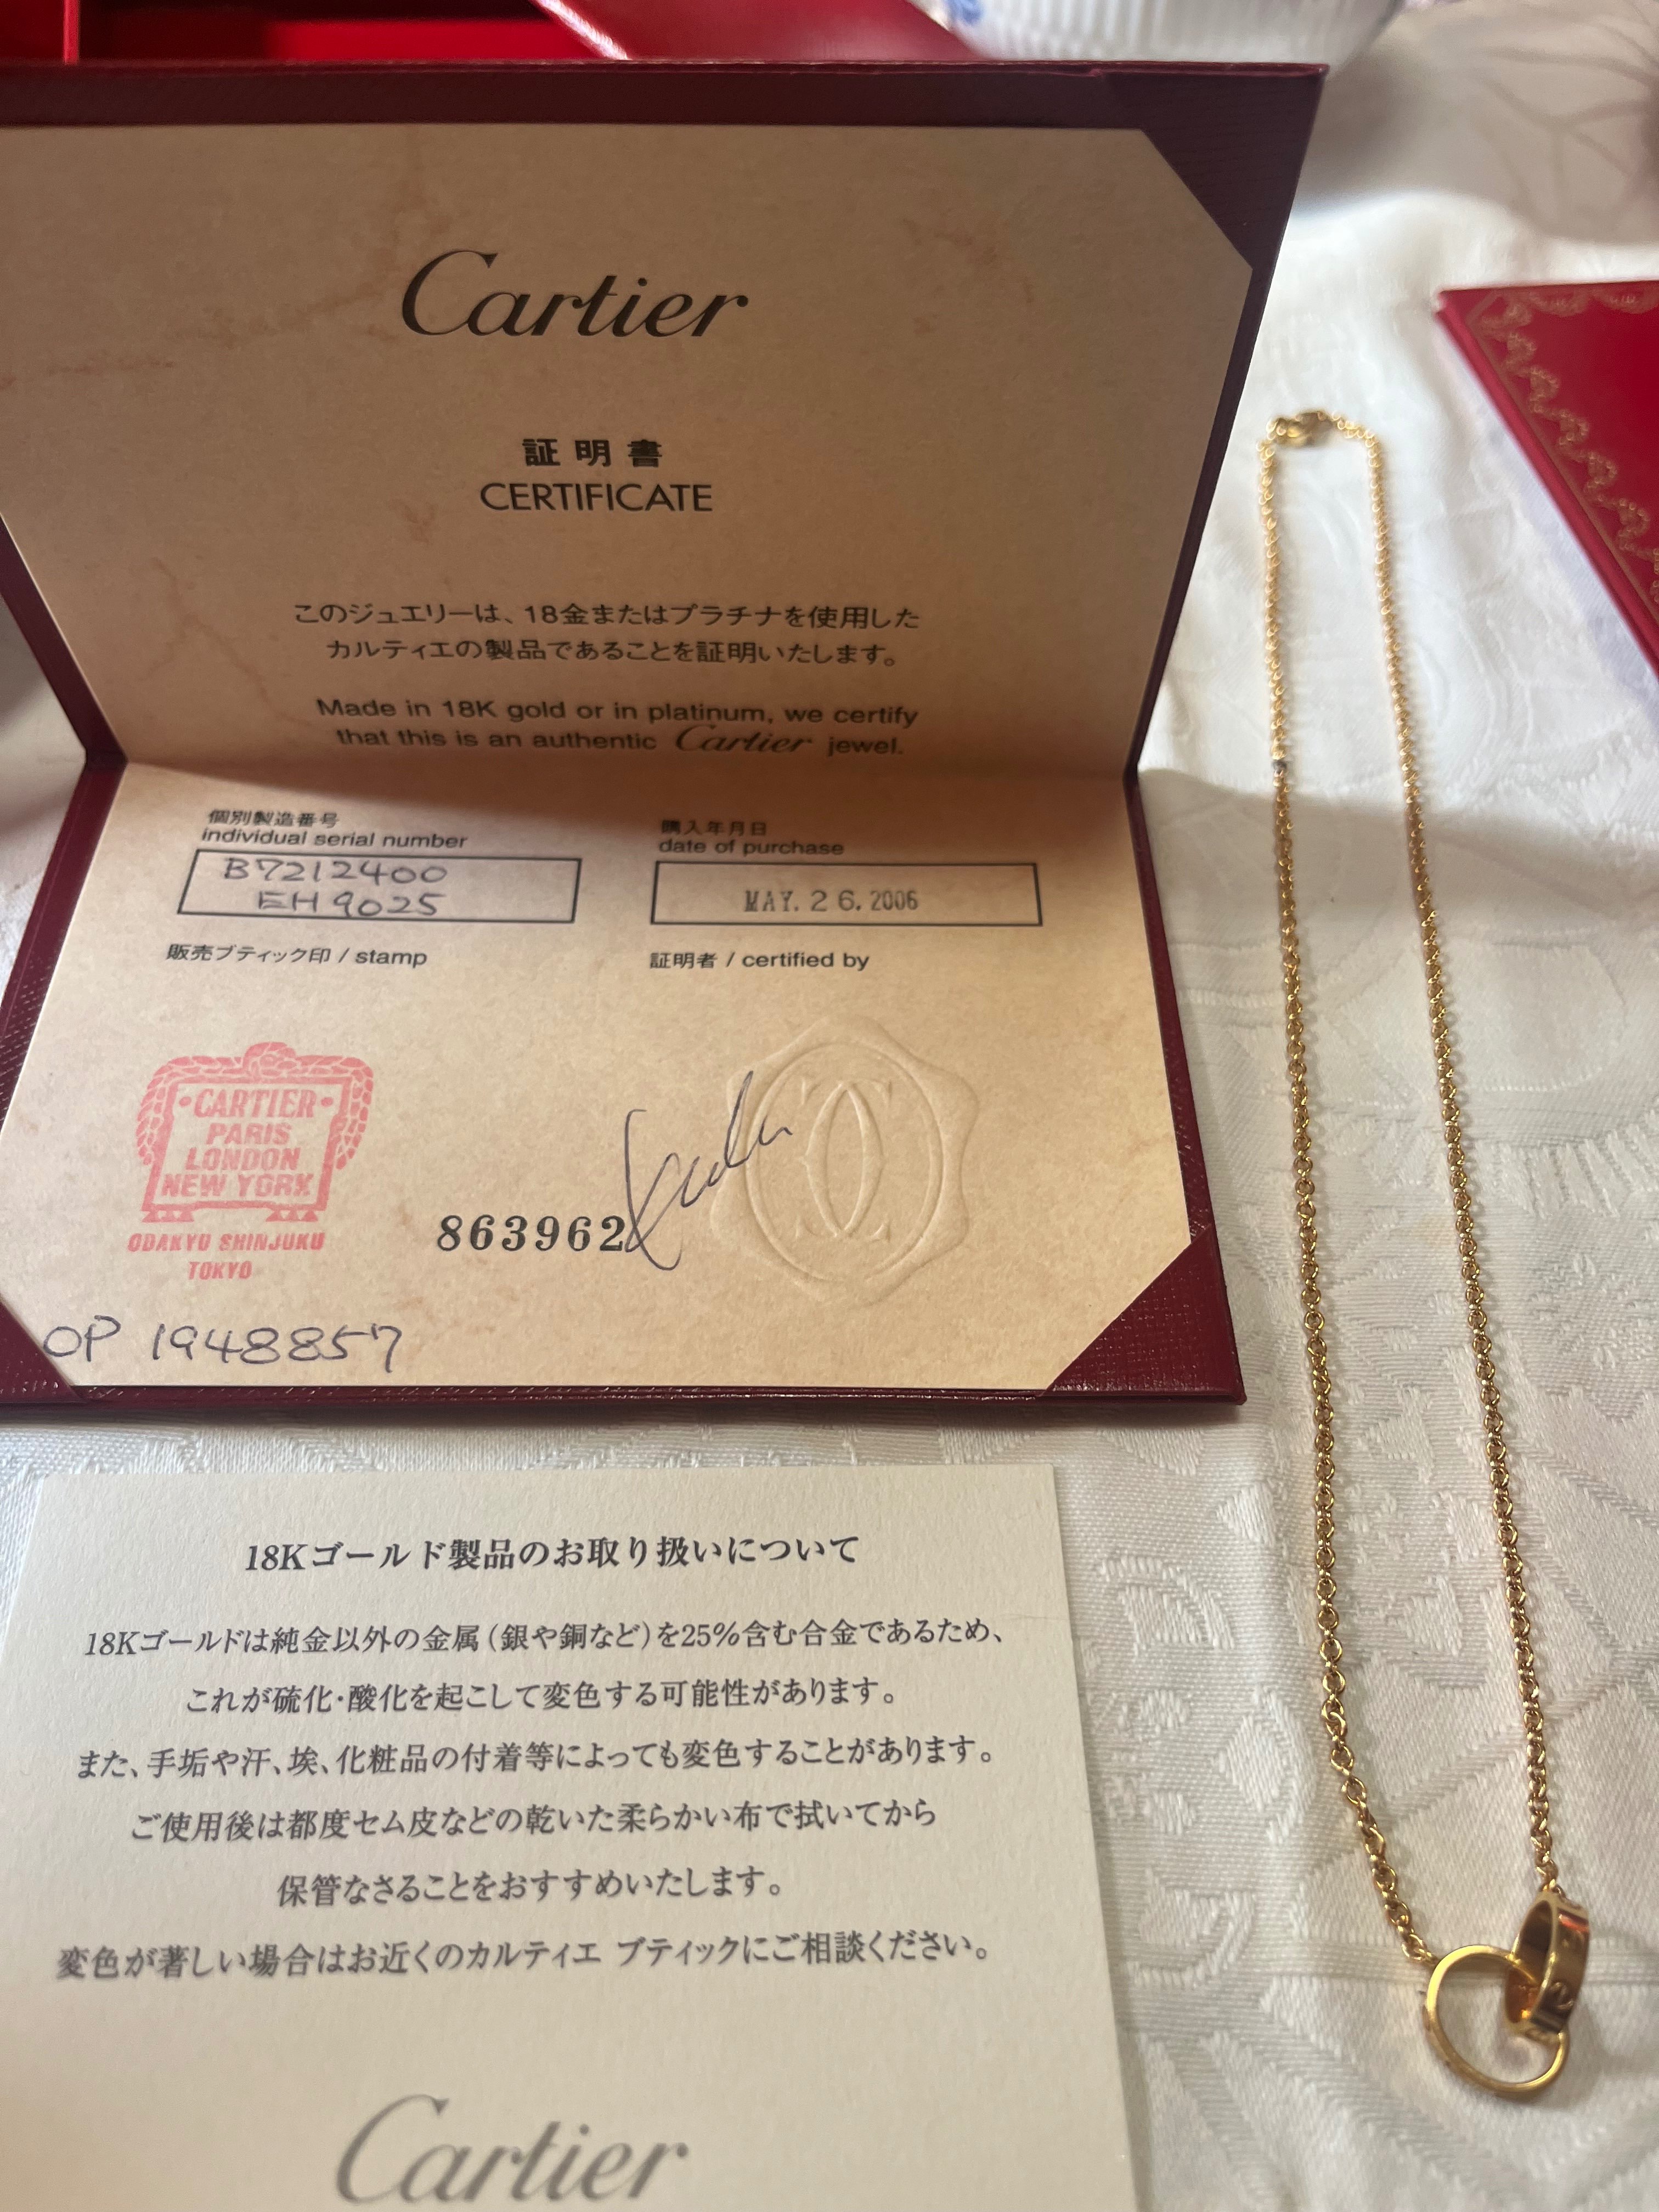 Cartier
証明書
CERTIFICATE
このジュエリーは、18金またはプラチナを使用した
カルティエの製品であることを証明いたします。
Made in 18K gold or in platinum, we certify
that this is an authentic Cartier jewel.
個別製造番号
individual serial number
B7212400
EH9025
購入年月日
date of purchase
MAY. 26. 2006
販売ブティック印 / stamp
証明者 / certified by
•CARTIER•
PARIS
LONDON
NEW YORK
ODAKYU SHINJUKU
TOKYO
863962
OP 1948857
18Kゴールド製品のお取り扱いについて
18Kゴールドは純金以外の金属(銀や銅など)を25%含む合金であるため、
これが硫化･酸化を起こして変色する可能性があります。
また、手垢や汗、埃、化粧品の付着等によっても変色することがあります。
ご使用後は都度セム皮などの乾いた柔らかい布で拭いてから
保管なさることをおすすめいたします。
変色が著しい場合はお近くのカルティエ ブティックにご相談ください。
Cartier